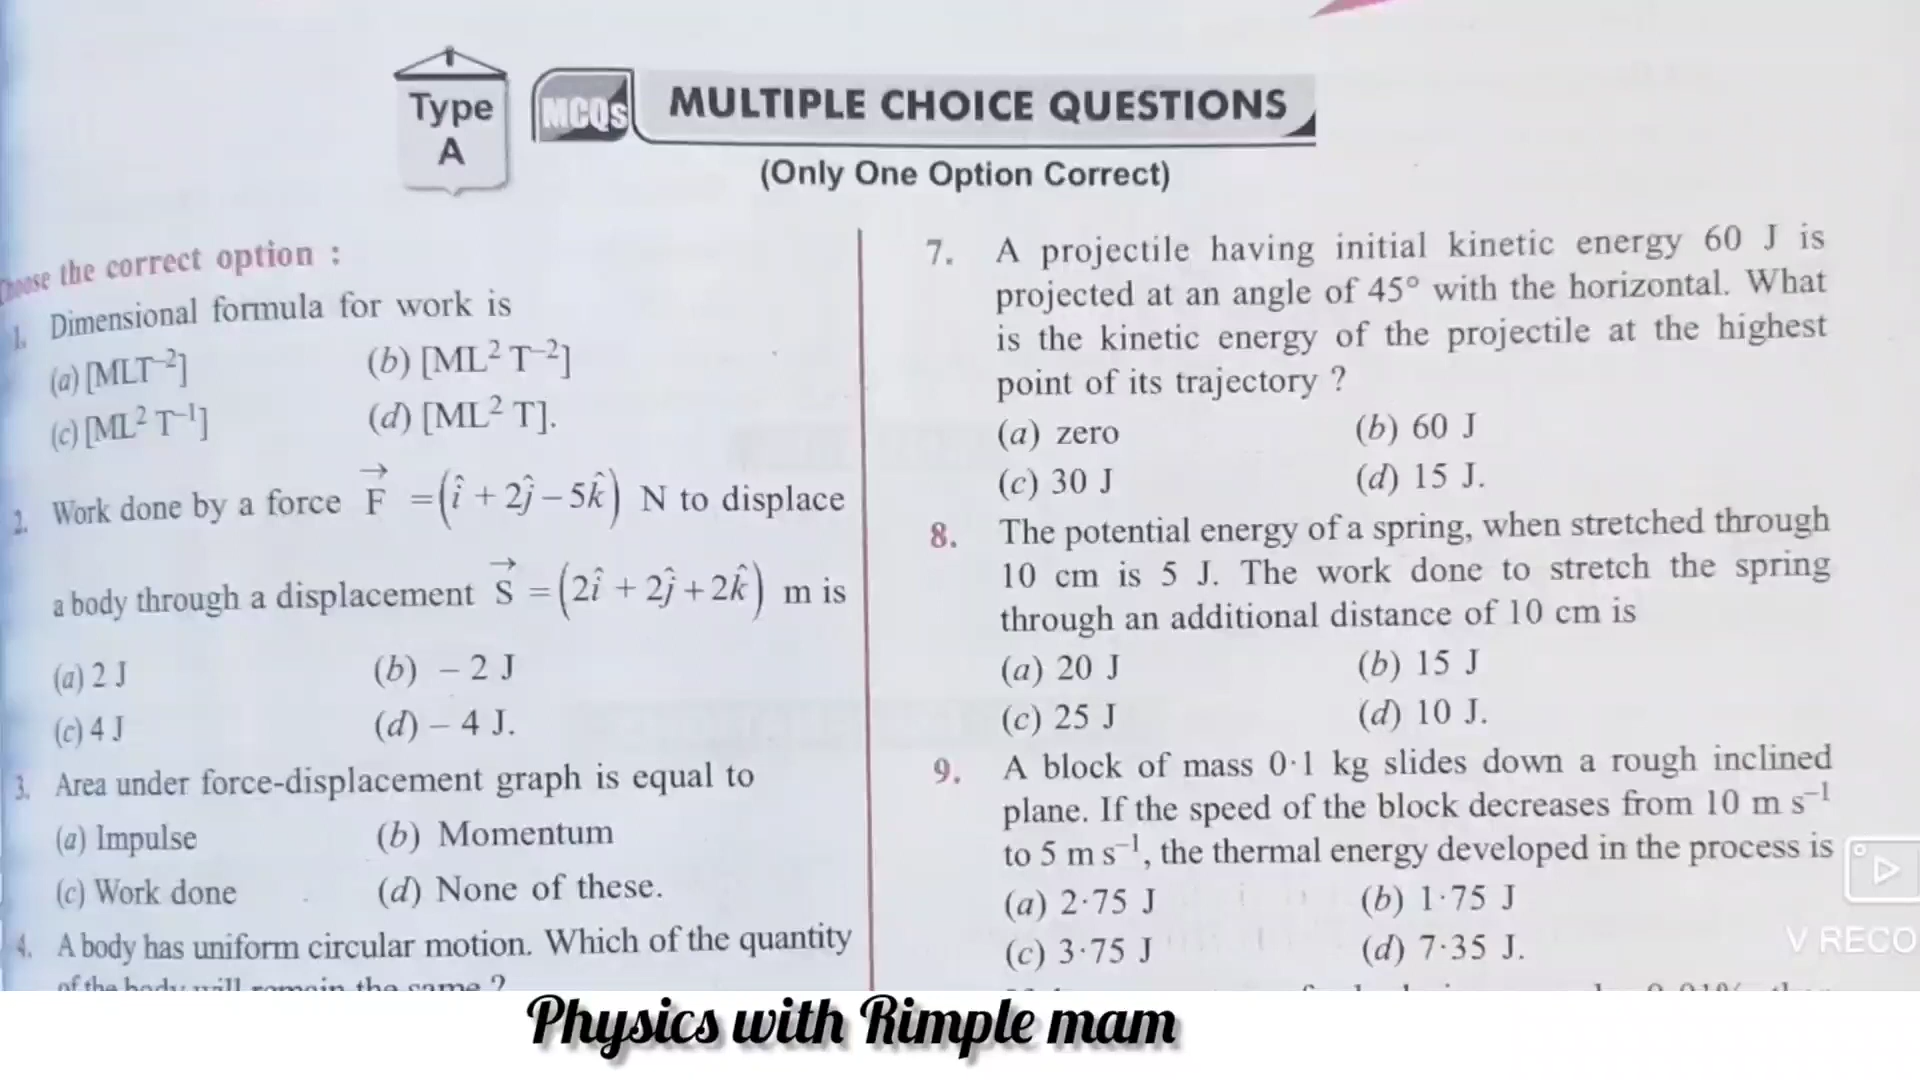 Type
A
MCQs
MULTIPLE CHOICE QUESTIONS
(Only One Option Correct)
Choose the correct option :
1. Dimensional formula for work is
(a) [MLT⁻²] (b) [ML² T⁻²]
(c) [ML² T⁻¹] (d) [ML² T].
2. Work done by a force F⃗ = (î + 2ĵ – 5k̂) N to displace
a body through a displacement S⃗ = (2î + 2ĵ + 2k̂) m is
(a) 2 J (b) – 2 J
(c) 4 J (d) – 4 J.
3. Area under force-displacement graph is equal to
(a) Impulse (b) Momentum
(c) Work done (d) None of these.
4. A body has uniform circular motion. Which of the quantity
of the body will remain the same ?
7. A projectile having initial kinetic energy 60 J is
projected at an angle of 45° with the horizontal. What
is the kinetic energy of the projectile at the highest
point of its trajectory ?
(a) zero (b) 60 J
(c) 30 J (d) 15 J.
8. The potential energy of a spring, when stretched through
10 cm is 5 J. The work done to stretch the spring
through an additional distance of 10 cm is
(a) 20 J (b) 15 J
(c) 25 J (d) 10 J.
9. A block of mass 0·1 kg slides down a rough inclined
plane. If the speed of the block decreases from 10 m s⁻¹
to 5 m s⁻¹, the thermal energy developed in the process is
(a) 2·75 J (b) 1·75 J
(c) 3·75 J (d) 7·35 J.
V RECO
Physics with Rimple mam